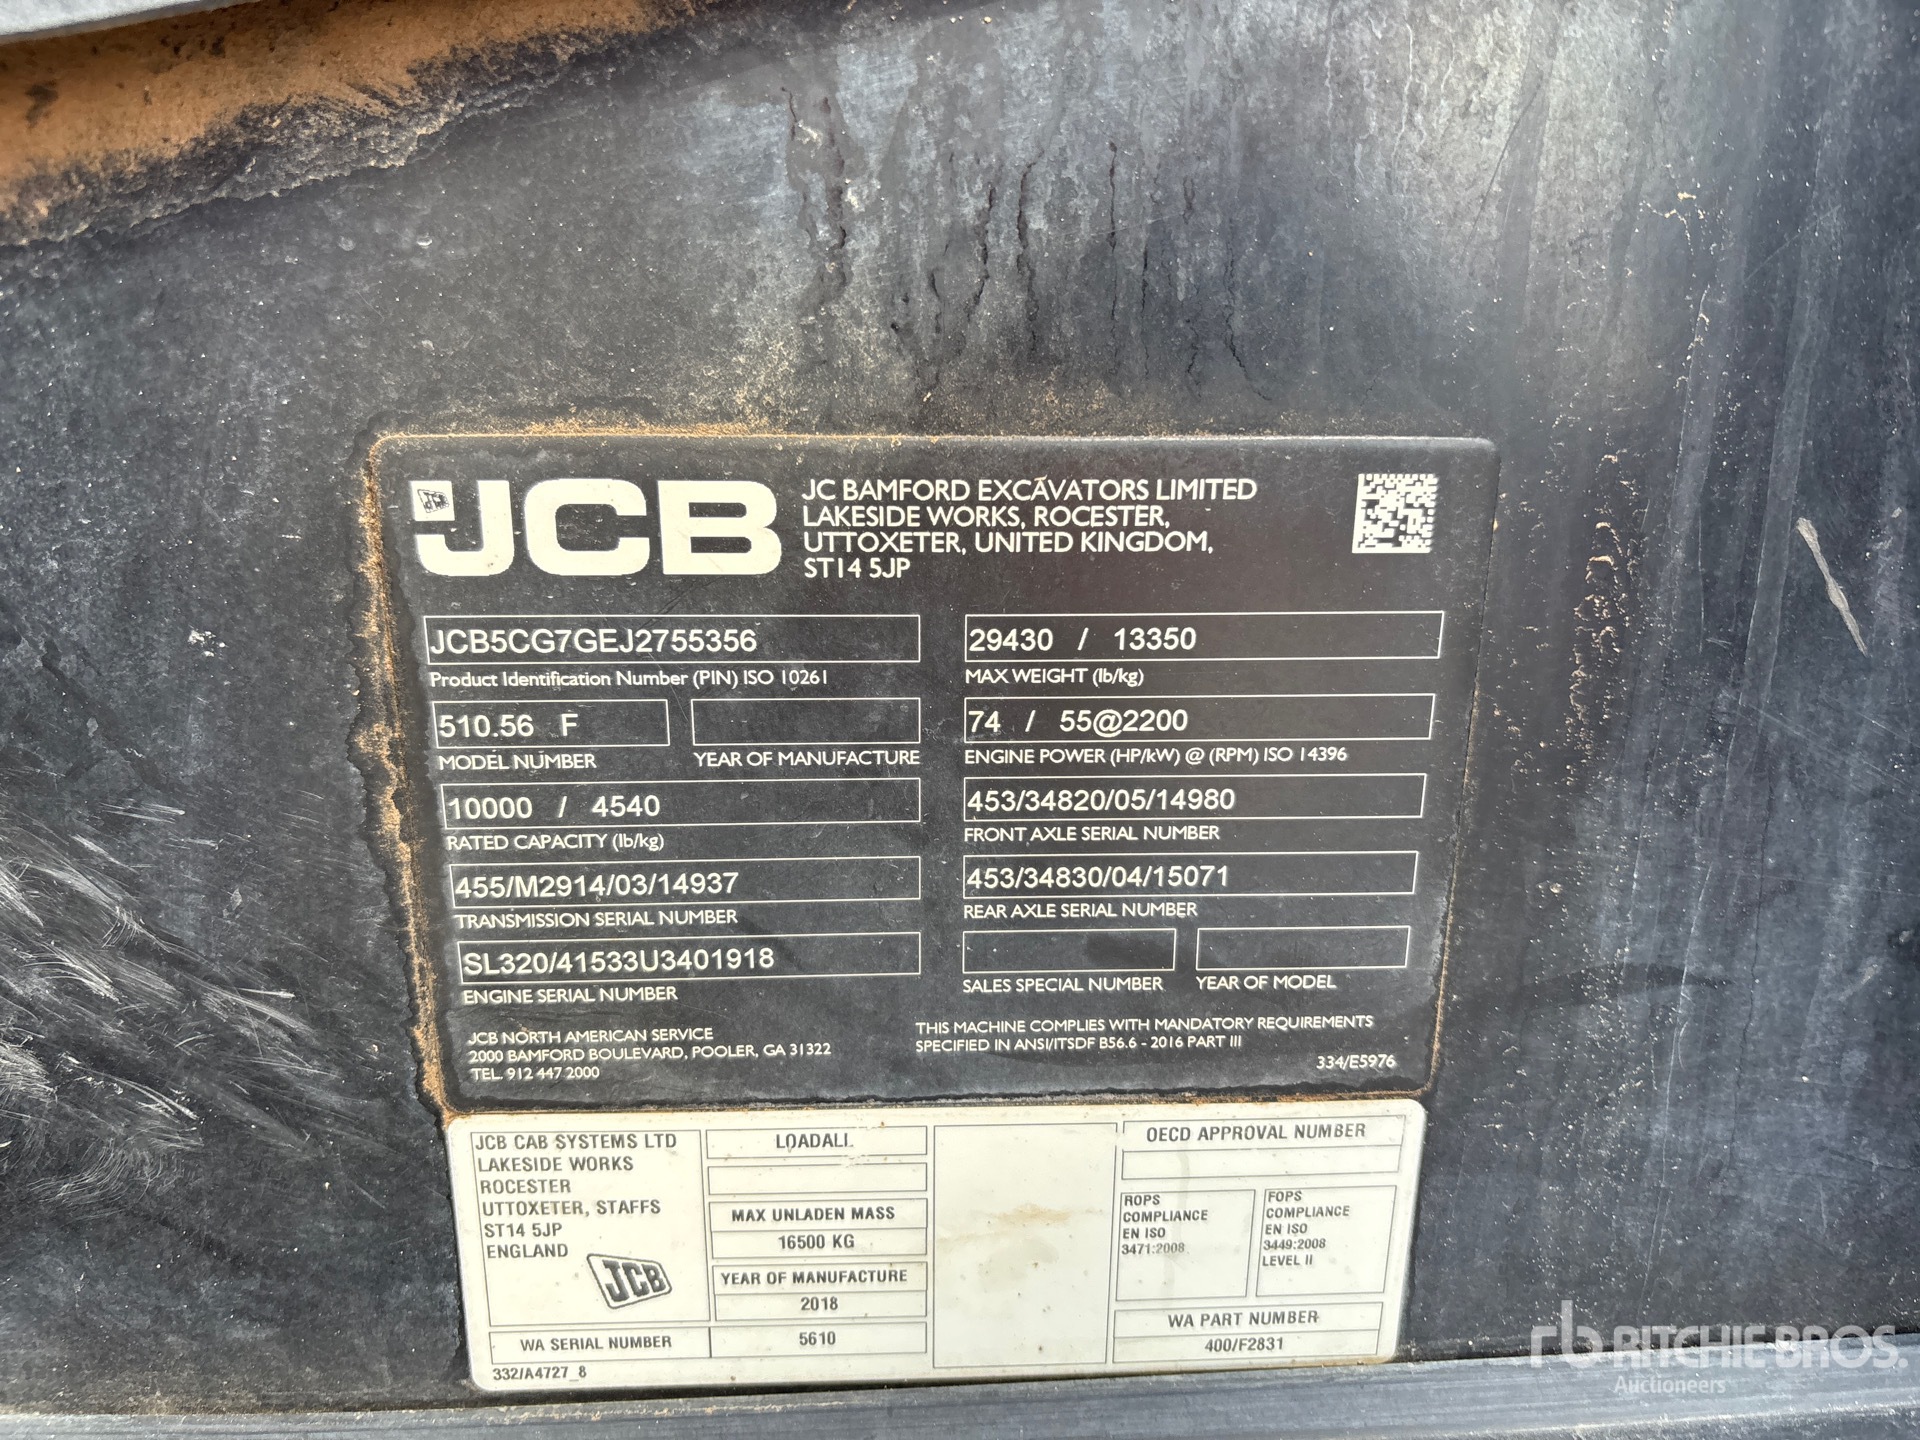 JCB
JCB
JC BAMFORD EXCAVATORS LIMITED
LAKESIDE WORKS, ROCESTER,
UTTOXETER, UNITED KINGDOM,
ST14 5JP
JCB5CG7GEJ2755356
Product Identification Number (PIN) ISO 10261
510.56 F
MODEL NUMBER
YEAR OF MANUFACTURE
10000 / 4540
RATED CAPACITY (lb/kg)
455/M2914/03/14937
TRANSMISSION SERIAL NUMBER
SL320/41533U3401918
ENGINE SERIAL NUMBER
29430 / 13350
MAX WEIGHT (lb/kg)
74 / 55@2200
ENGINE POWER (HP/kW) @ (RPM) ISO 14396
453/34820/05/14980
FRONT AXLE SERIAL NUMBER
453/34830/04/15071
REAR AXLE SERIAL NUMBER
SALES SPECIAL NUMBER
YEAR OF MODEL
JCB NORTH AMERICAN SERVICE
2000 BAMFORD BOULEVARD, POOLER, GA 31322
TEL. 912 447 2000
THIS MACHINE COMPLIES WITH MANDATORY REQUIREMENTS
SPECIFIED IN ANSI/ITSDF B56.6 - 2016 PART III
334/E5976
JCB CAB SYSTEMS LTD
LAKESIDE WORKS
ROCESTER
UTTOXETER, STAFFS
ST14 5JP
ENGLAND
JCB
WA SERIAL NUMBER
332/A4727_8
LOADALL
MAX UNLADEN MASS
16500 KG
YEAR OF MANUFACTURE
2018
5610
OECD APPROVAL NUMBER
ROPS
COMPLIANCE
EN ISO
3471:2008
FOPS
COMPLIANCE
EN ISO
3449:2008
LEVEL II
WA PART NUMBER
400/F2831
rb RITCHIE BROS.
Auctioneers